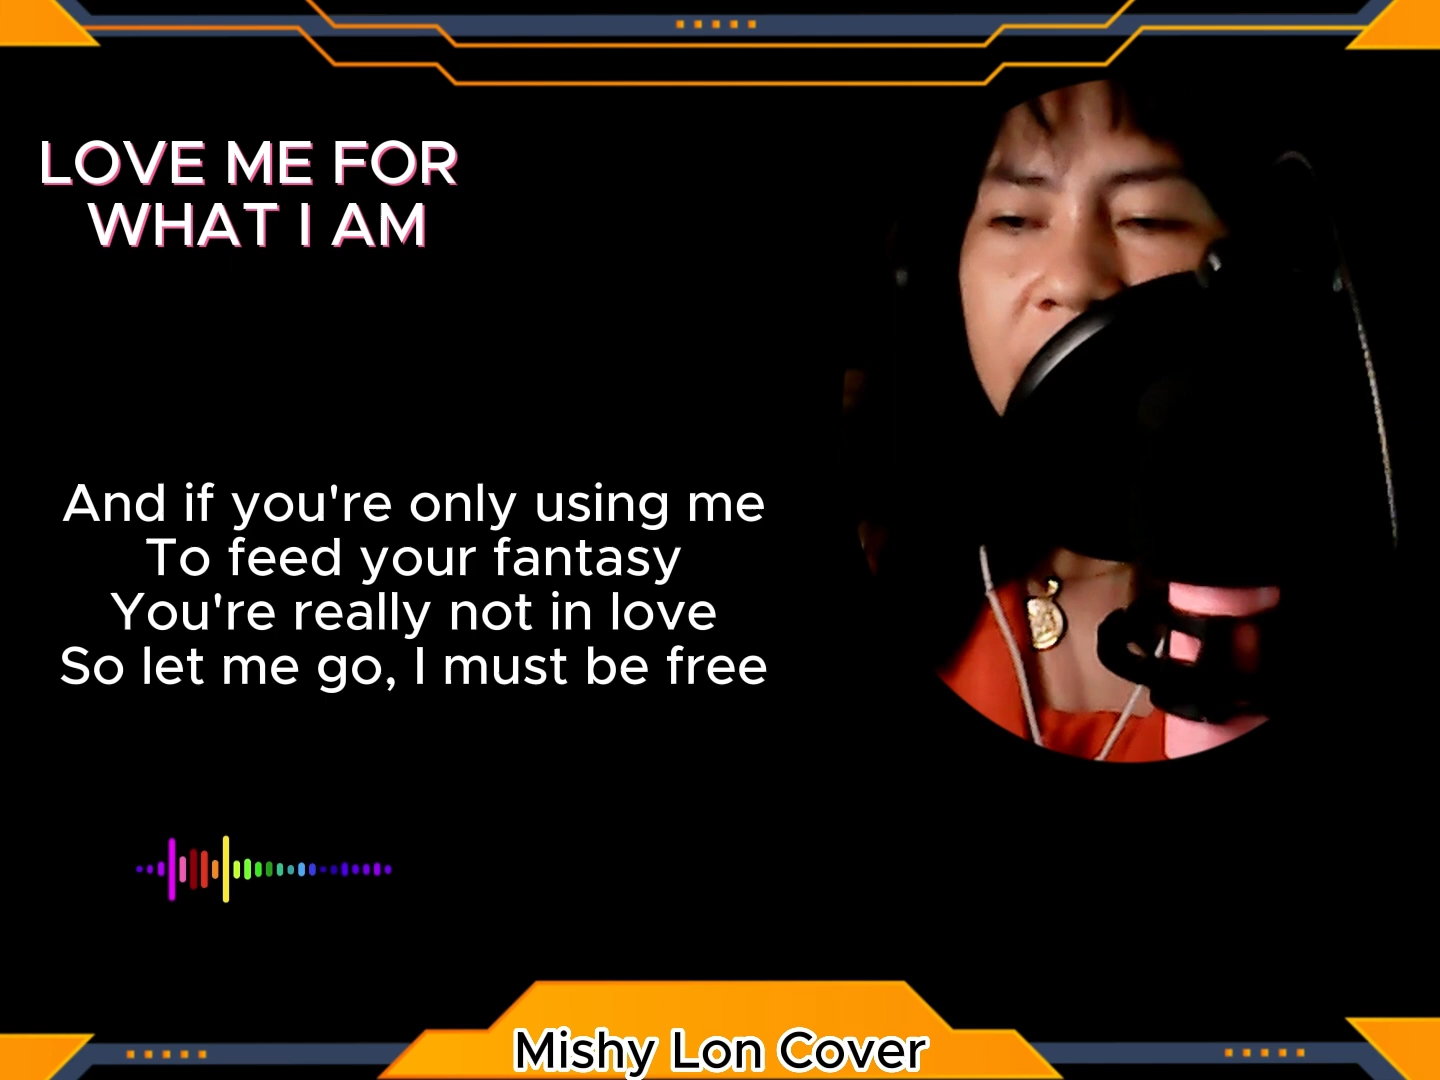 LOVE ME FOR
WHAT I AM
And if you're only using me
To feed your fantasy
You're really not in love
So let me go, I must be free
Mishy Lon Cover